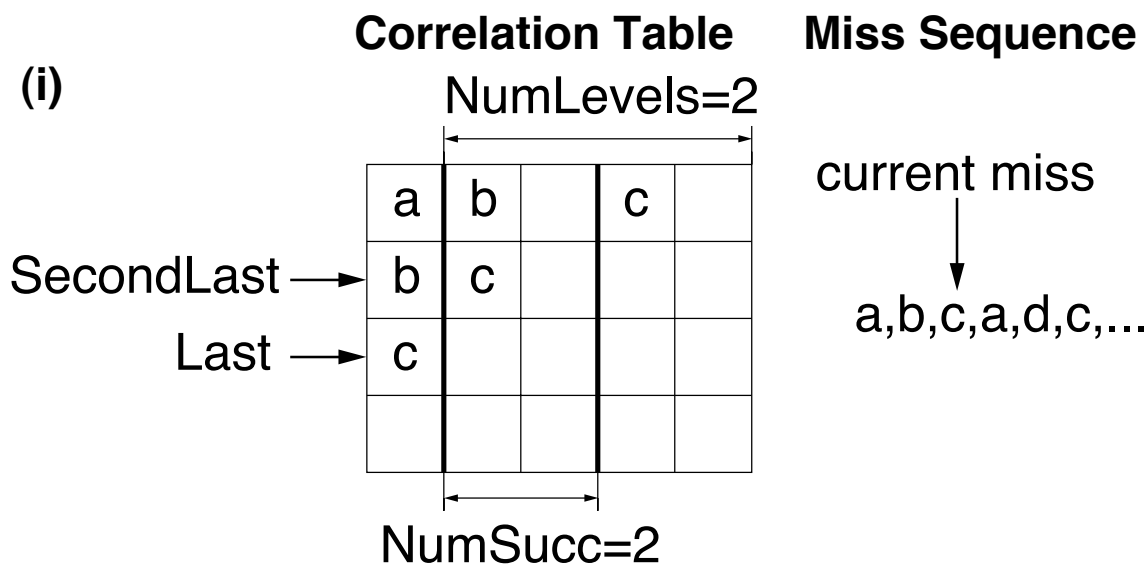 Correlation Table
Miss Sequence
(i)
NumLevels=2
current miss
a b c
SecondLast b c
a,b,c,a,d,c,...
Last c
NumSucc=2